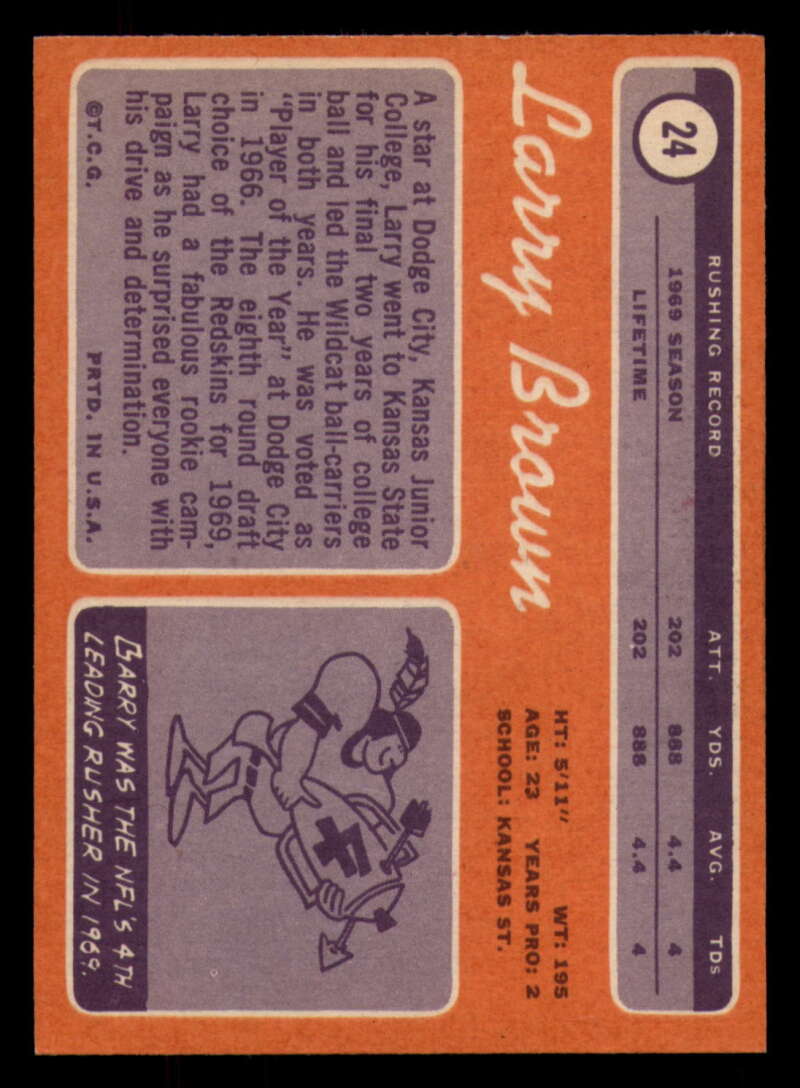 24
RUSHING RECORD ATT. YDS. AVG. TDs
1969 SEASON 202 888 4.4 4
LIFETIME 202 888 4.4 4
Larry Brown
HT: 5'11" WT: 195
AGE: 23 YEARS PRO: 2
SCHOOL: KANSAS ST.
A star at Dodge City, Kansas Junior
College, Larry went to Kansas State
for his final two years of college
ball and led the Wildcat ball-carriers
in both years. He was voted as
"Player of the Year" at Dodge City
in 1966. The eighth round draft
choice of the Redskins for 1969,
Larry had a fabulous rookie cam-
paign as he surprised everyone with
his drive and determination.
©T.C.G. PRTD. IN U.S.A.
BARRY WAS THE NFL'S 4TH
LEADING RUSHER IN 1969.